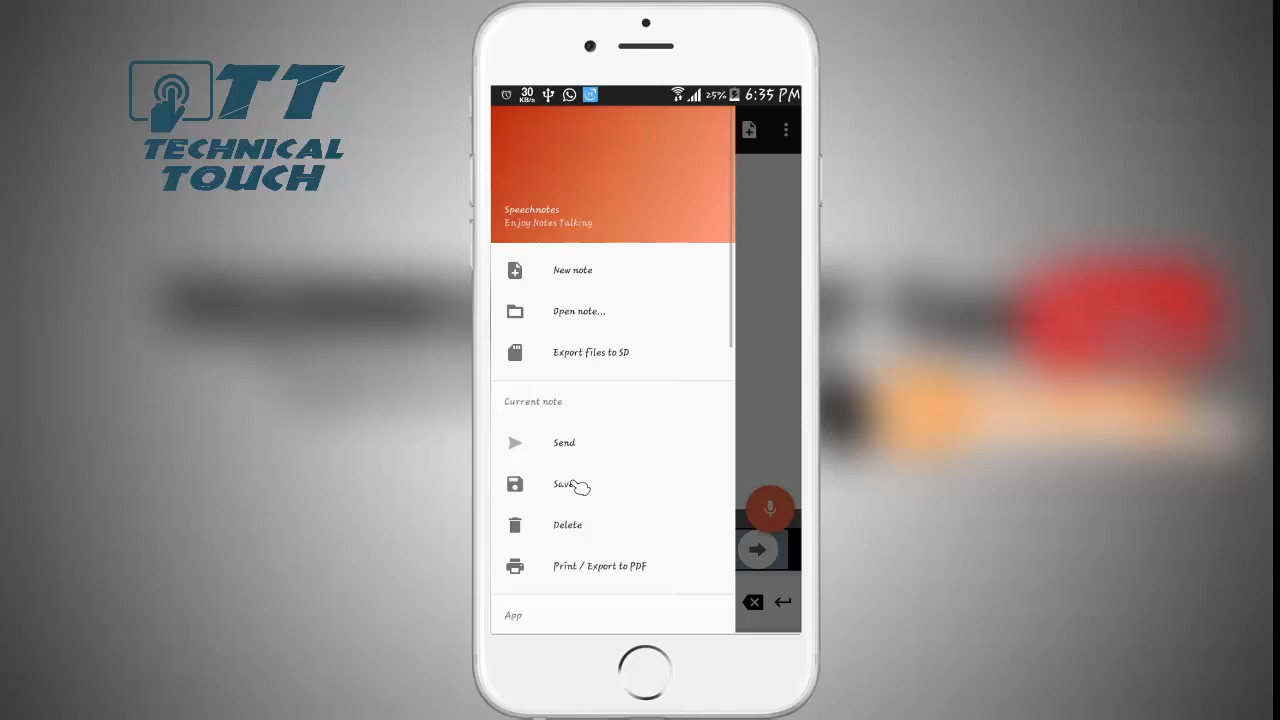 TT
TECHNICAL
TOUCH
30
KB/s
25%
6:35 PM
Speechnotes
Enjoy Notes Talking
New note
Open note...
Export files to SD
Current note
Send
Save
Delete
Print / Export to PDF
App